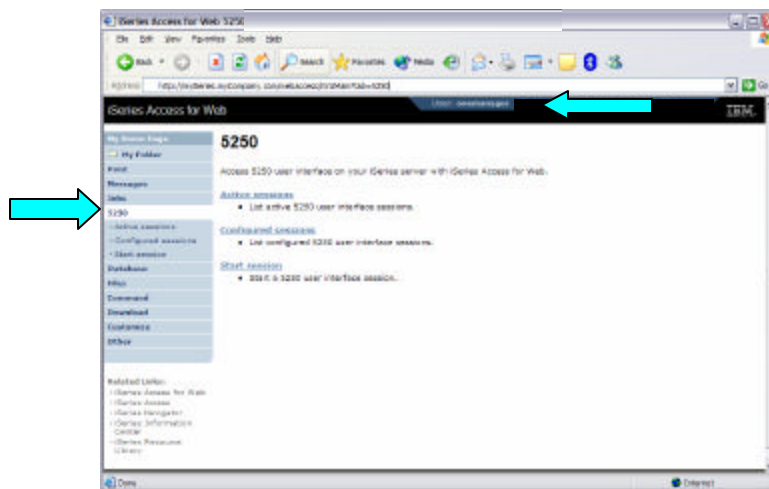 iSeries Access for Web 5250
File Edit View Favorites Tools Help
Back Search Favorites Media
Address Go
iSeries Access for Web User: IBM
My Home Page
My Folder
Print
Messages
Jobs
5250
Active sessions
Configured sessions
Start session
Database
Files
Command
Download
Customize
Other
Related Links:
iSeries Access for Web
iSeries Access
iSeries Navigator
iSeries Information
Center
iSeries Resource
Library
5250
Access 5250 user interface on your iSeries server with iSeries Access for Web.
Active sessions
• List active 5250 user interface sessions.
Configured sessions
• List configured 5250 user interface sessions.
Start session
• Start a 5250 user interface session.
Done Internet